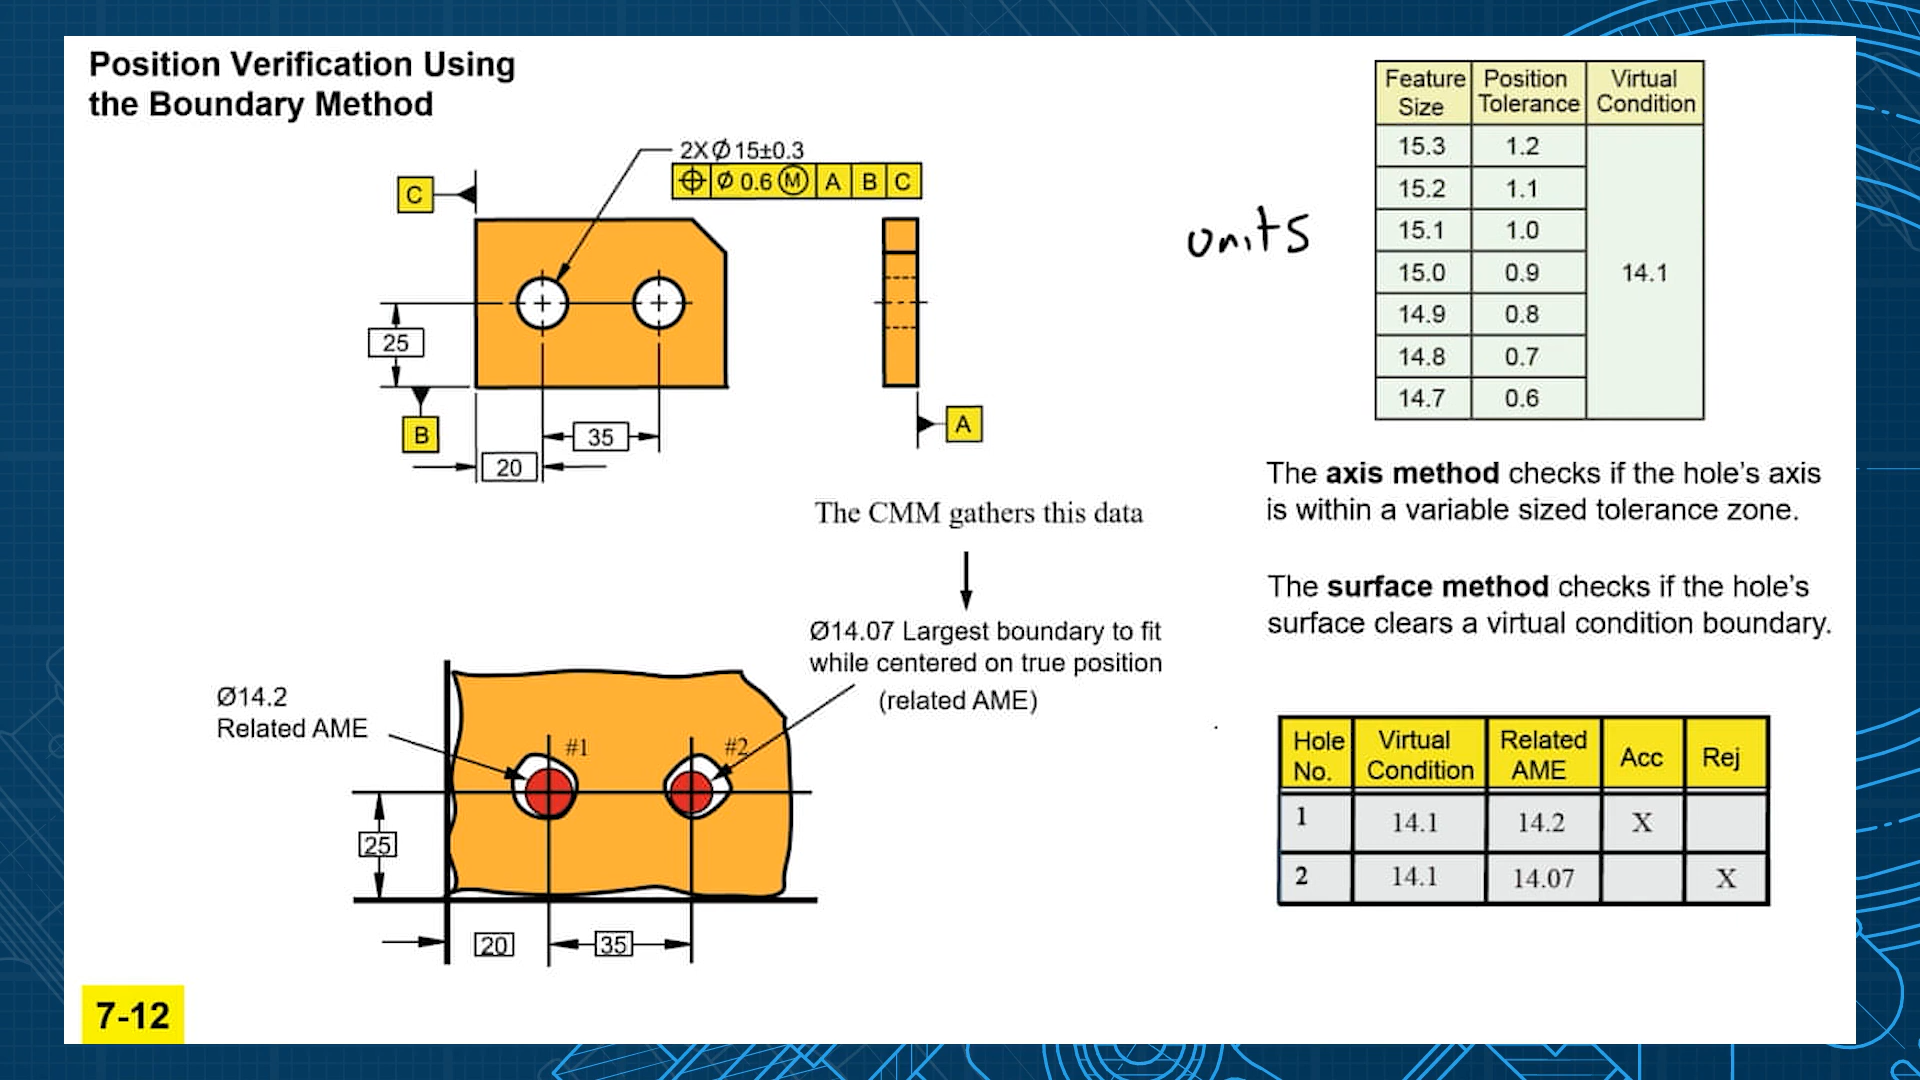 Position Verification Using
the Boundary Method
2X Ø 15±0.3
⌖ Ø 0.6 Ⓜ A B C
C
25
B
35
20
A
units
Feature Size Position Tolerance Virtual Condition
15.3 1.2
15.2 1.1
15.1 1.0
15.0 0.9 14.1
14.9 0.8
14.8 0.7
14.7 0.6
The axis method checks if the hole's axis
is within a variable sized tolerance zone.
The surface method checks if the hole's
surface clears a virtual condition boundary.
The CMM gathers this data
Ø14.07 Largest boundary to fit
while centered on true position
(related AME)
Ø14.2
Related AME
#1
#2
25
20
35
Hole No. Virtual Condition Related AME Acc Rej
1 14.1 14.2 X
2 14.1 14.07 X
7-12